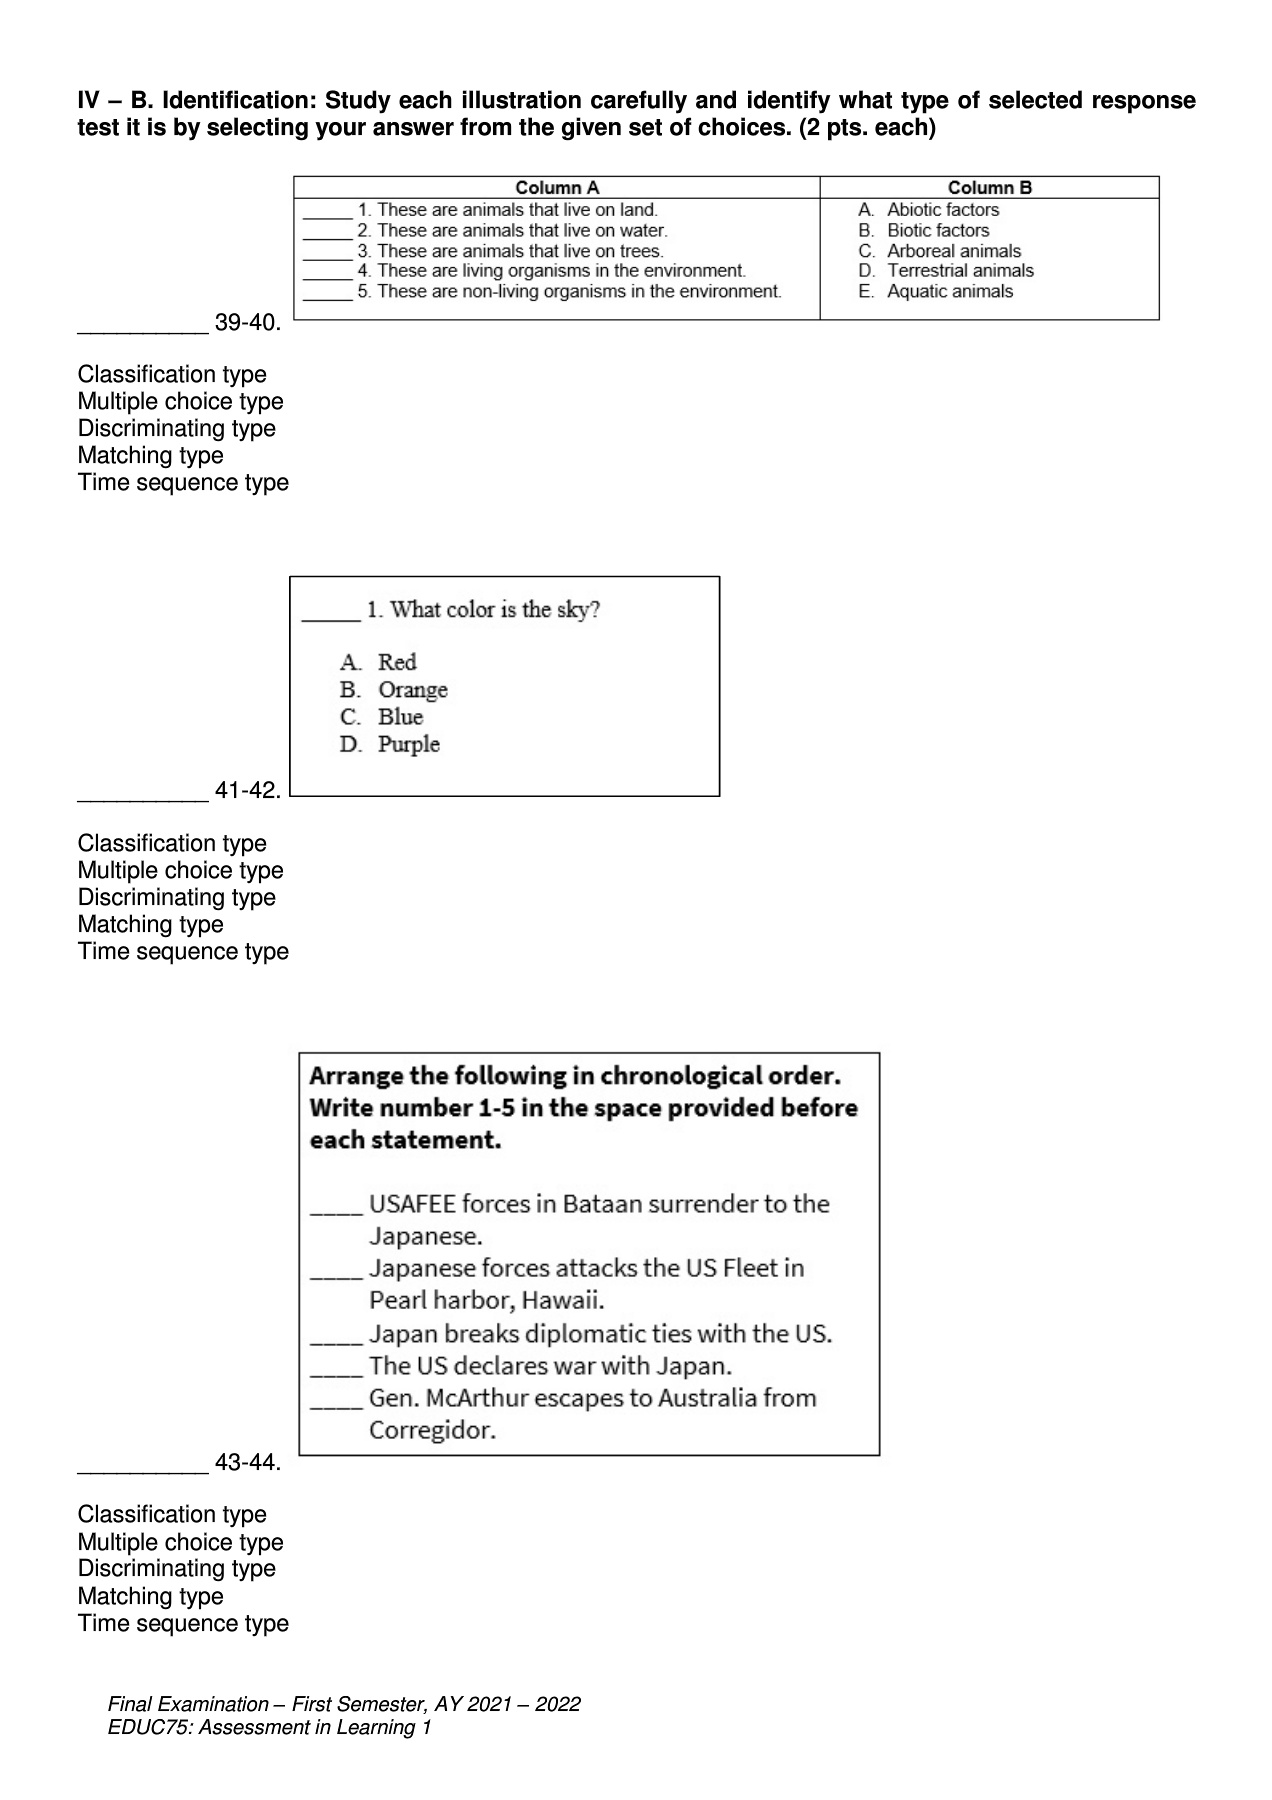 IV – B. Identification: Study each illustration carefully and identify what type of selected response
test it is by selecting your answer from the given set of choices. (2 pts. each)
Column A Column B
_____ 1. These are animals that live on land. A. Abiotic factors
_____ 2. These are animals that live on water. B. Biotic factors
_____ 3. These are animals that live on trees. C. Arboreal animals
_____ 4. These are living organisms in the environment. D. Terrestrial animals
_____ 5. These are non-living organisms in the environment. E. Aquatic animals
__________ 39-40.
Classification type
Multiple choice type
Discriminating type
Matching type
Time sequence type
_____ 1. What color is the sky?
A. Red
B. Orange
C. Blue
D. Purple
__________ 41-42.
Classification type
Multiple choice type
Discriminating type
Matching type
Time sequence type
Arrange the following in chronological order.
Write number 1-5 in the space provided before
each statement.
____ USAFEE forces in Bataan surrender to the
Japanese.
____ Japanese forces attacks the US Fleet in
Pearl harbor, Hawaii.
____ Japan breaks diplomatic ties with the US.
____ The US declares war with Japan.
____ Gen. McArthur escapes to Australia from
Corregidor.
__________ 43-44.
Classification type
Multiple choice type
Discriminating type
Matching type
Time sequence type
Final Examination – First Semester, AY 2021 – 2022
EDUC75: Assessment in Learning 1